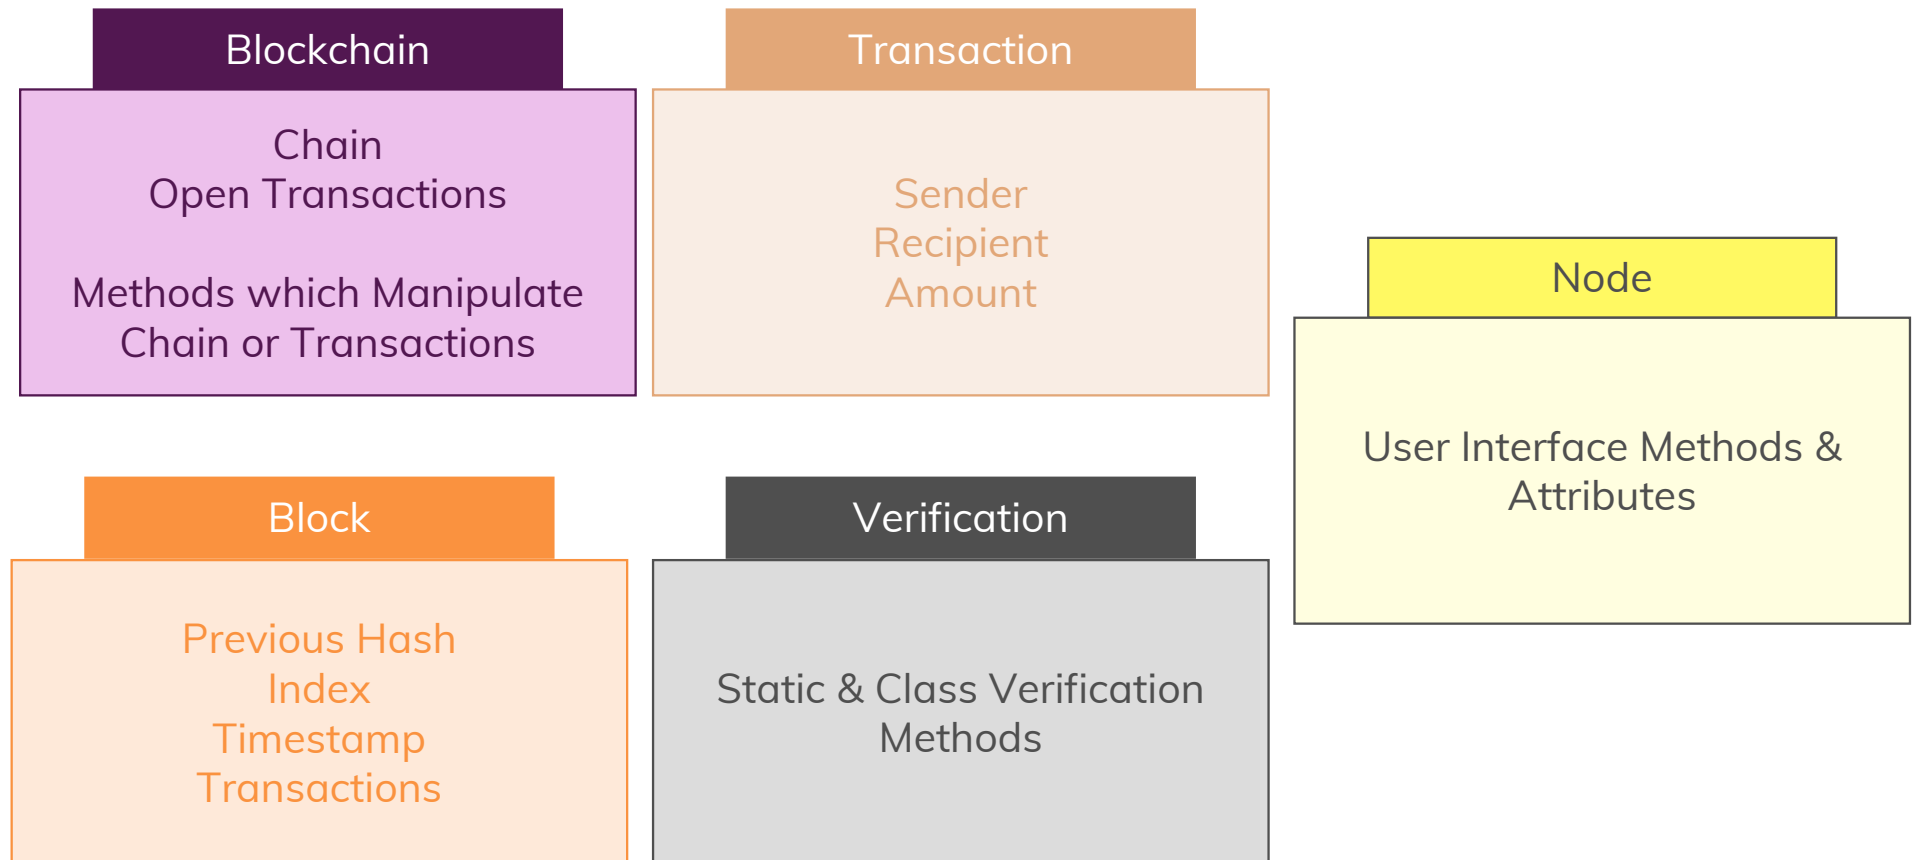 Blockchain
Chain
Open Transactions
Methods which Manipulate
Chain or Transactions
Transaction
Sender
Recipient
Amount
Node
User Interface Methods &
Attributes
Block
Previous Hash
Index
Timestamp
Transactions
Verification
Static & Class Verification
Methods